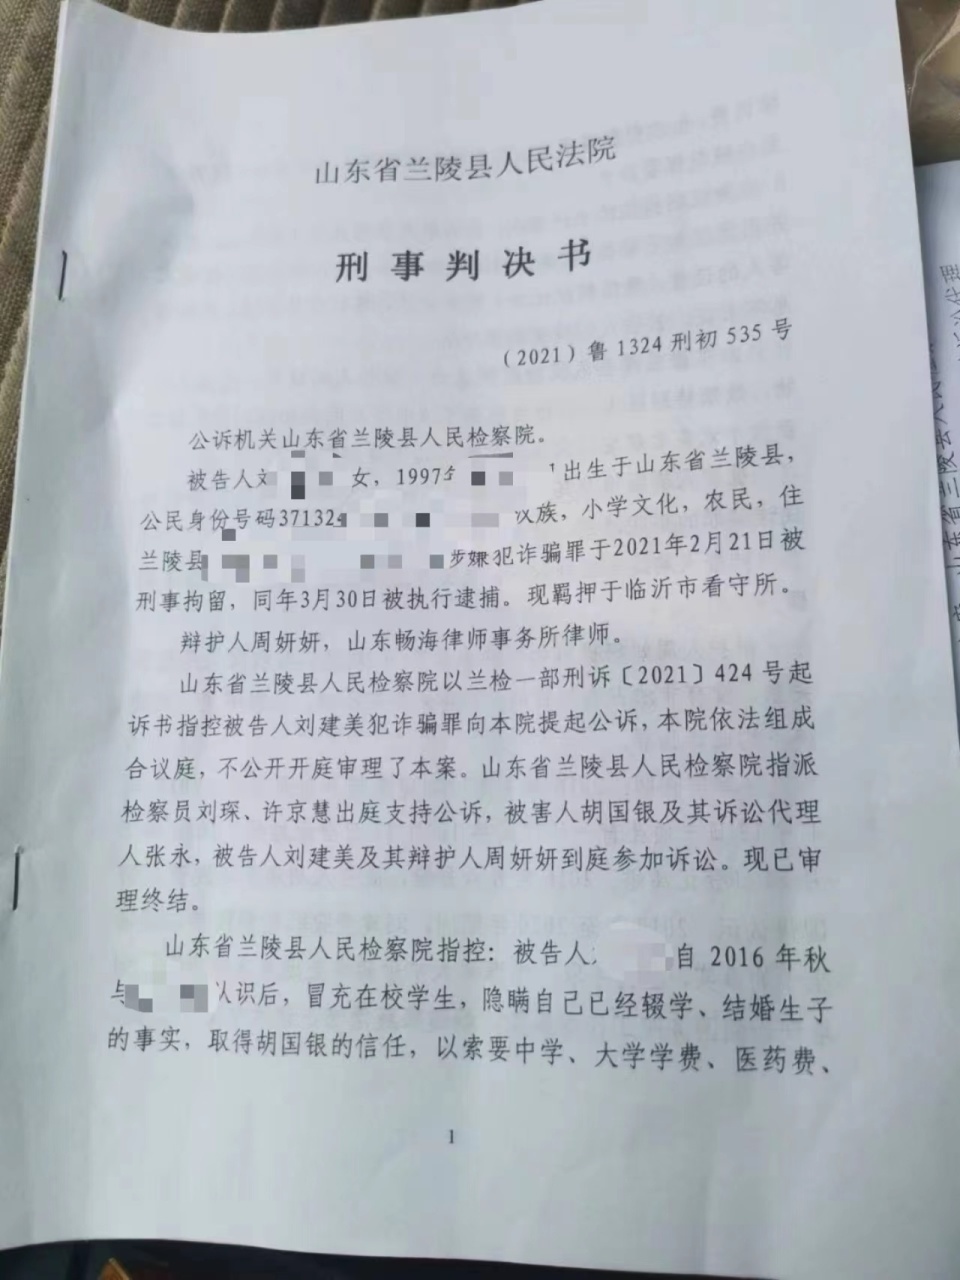 山东省兰陵县人民法院
刑事判决书
（2021）鲁1324刑初535号
公诉机关山东省兰陵县人民检察院。
被告人 女，1997 出生于山东省兰陵县，
公民身份号码37132 汉族，小学文化，农民，住
兰陵县 涉嫌犯诈骗罪于2021年2月21日被
刑事拘留，同年3月30日被执行逮捕。现羁押于临沂市看守所。
辩护人周妍妍，山东畅海律师事务所律师。
山东省兰陵县人民检察院以兰检一部刑诉〔2021〕424号起
诉书指控被告人刘建美犯诈骗罪向本院提起公诉，本院依法组成
合议庭，不公开开庭审理了本案。山东省兰陵县人民检察院指派
检察员刘琛、许京慧出庭支持公诉，被害人胡国银及其诉讼代理
人张永，被告人刘建美及其辩护人周妍妍到庭参加诉讼。现已审
理终结。
山东省兰陵县人民检察院指控：被告人 自2016年秋
与 认识后，冒充在校学生，隐瞒自己已经辍学、结婚生子
的事实，取得胡国银的信任，以索要中学、大学学费、医药费、
1